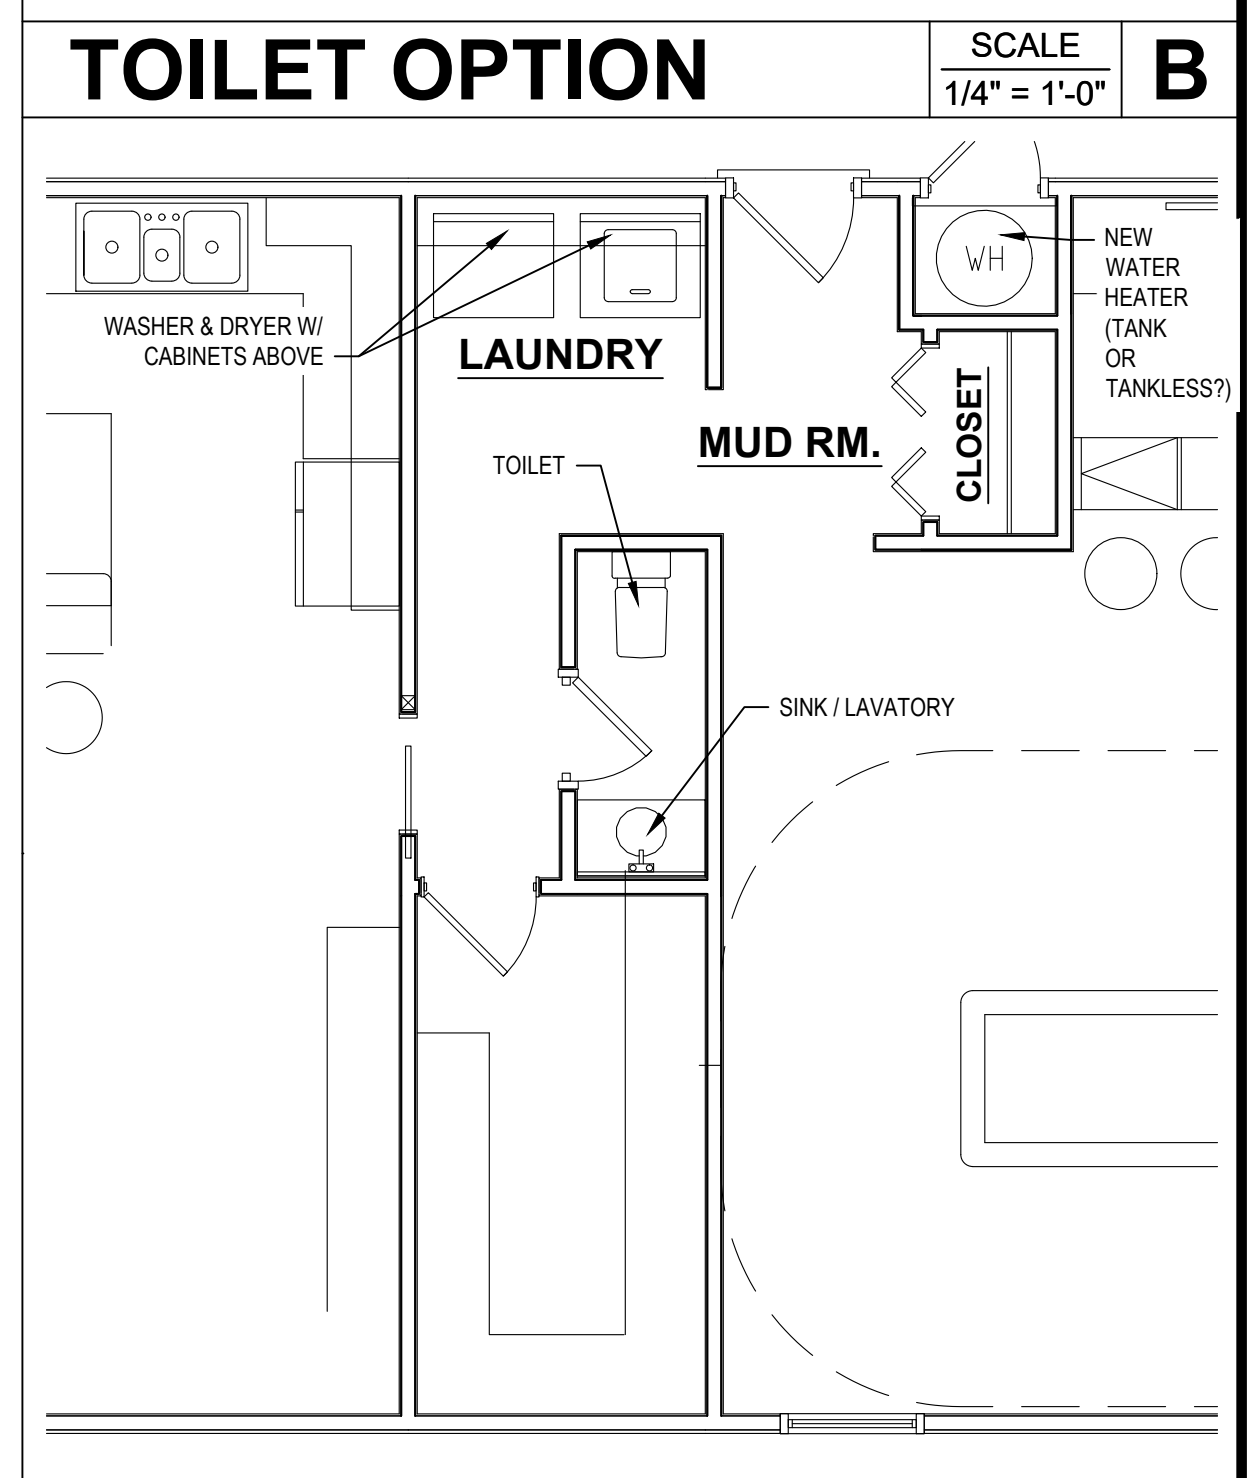 TOILET OPTION
SCALE
1/4" = 1'-0"
B
WH
NEW
WATER
HEATER
(TANK
OR
TANKLESS?)
WASHER & DRYER W/
CABINETS ABOVE
LAUNDRY
CLOSET
MUD RM.
TOILET
SINK / LAVATORY